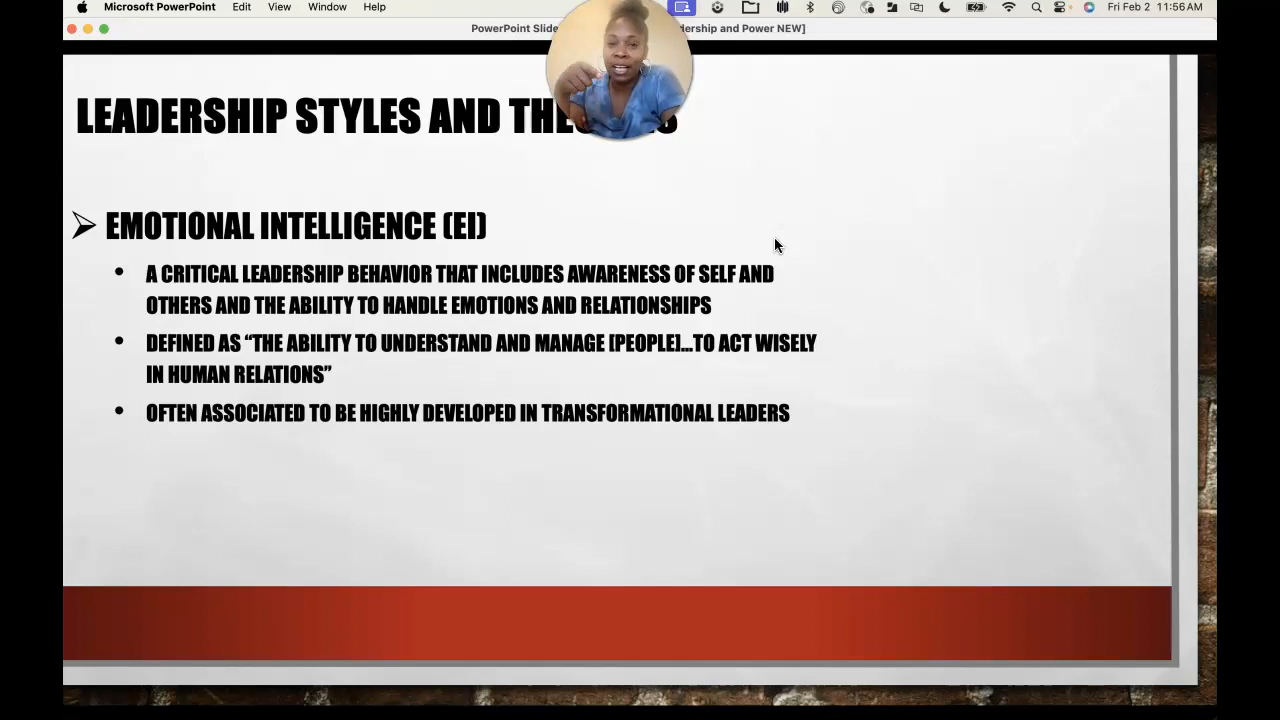 Microsoft PowerPoint Edit View Window Help Fri Feb 2 11:56 AM
PowerPoint Slide dership and Power NEW]
LEADERSHIP STYLES AND THE
EMOTIONAL INTELLIGENCE (EI)
• A CRITICAL LEADERSHIP BEHAVIOR THAT INCLUDES AWARENESS OF SELF AND
OTHERS AND THE ABILITY TO HANDLE EMOTIONS AND RELATIONSHIPS
• DEFINED AS “THE ABILITY TO UNDERSTAND AND MANAGE [PEOPLE]...TO ACT WISELY
IN HUMAN RELATIONS”
• OFTEN ASSOCIATED TO BE HIGHLY DEVELOPED IN TRANSFORMATIONAL LEADERS